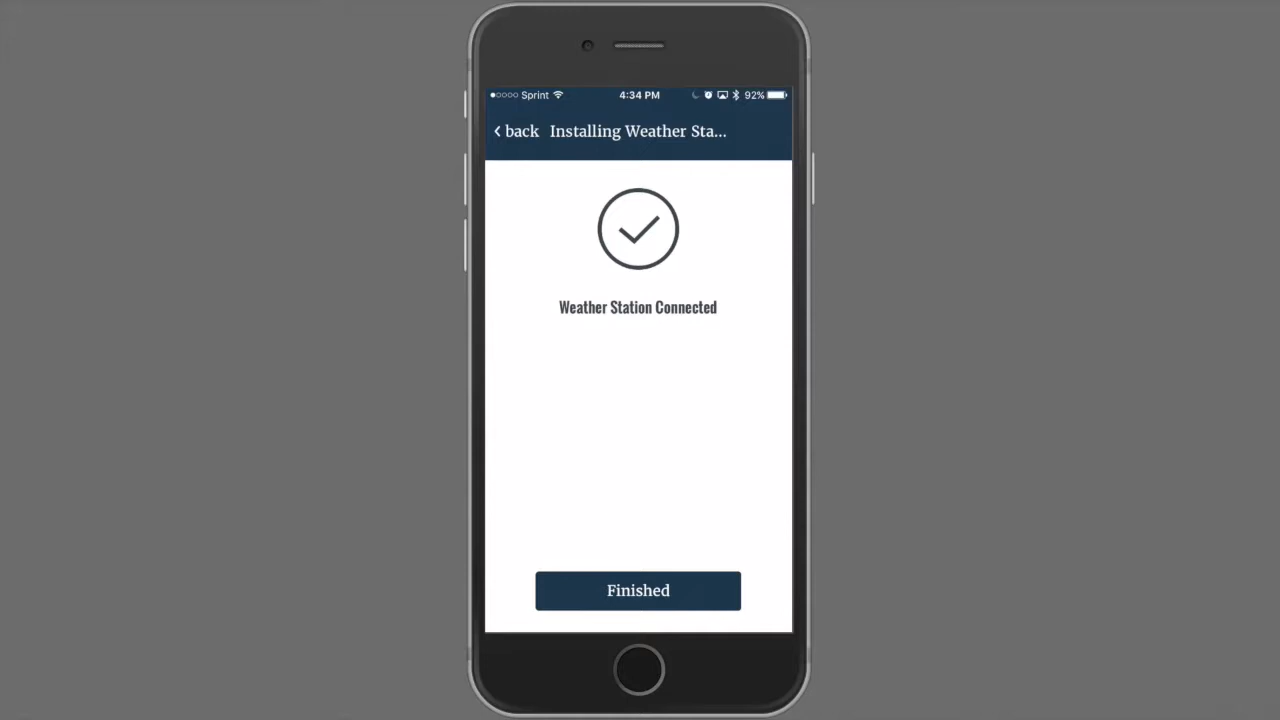 Sprint 4:34 PM 92%
back Installing Weather Sta...
Weather Station Connected
Finished